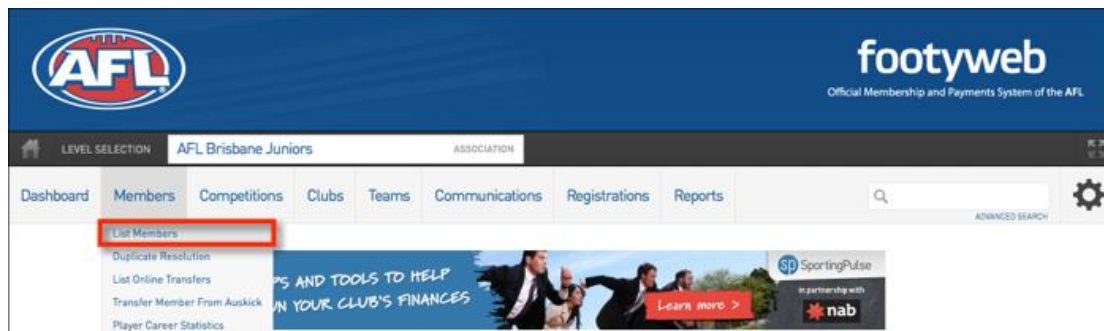 AFL
footyweb
Official Membership and Payments System of the AFL
LEVEL SELECTION AFL Brisbane Juniors ASSOCIATION
Dashboard Members Competitions Clubs Teams Communications Registrations Reports
ADVANCED SEARCH
List Members
Duplicate Resolution
List Online Transfers
Transfer Member From Auskick
Player Career Statistics
PS AND TOOLS TO HELP
N YOUR CLUB'S FINANCES
Learn more >
SP SportingPulse
in partnership with
nab